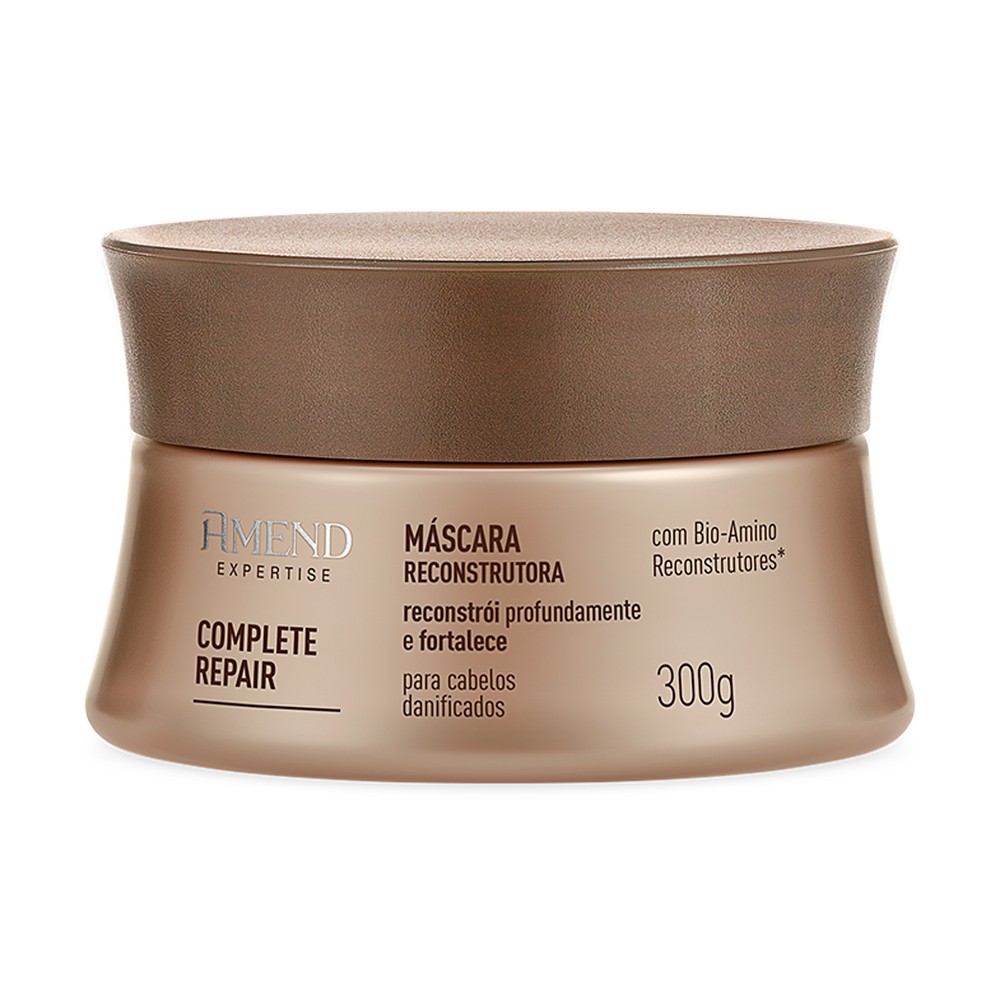 AMEND
EXPERTISE
COMPLETE
REPAIR
MÁSCARA
RECONSTRUTORA
reconstrói profundamente
e fortalece
para cabelos
danificados
com Bio-Amino
Reconstrutores*
300g